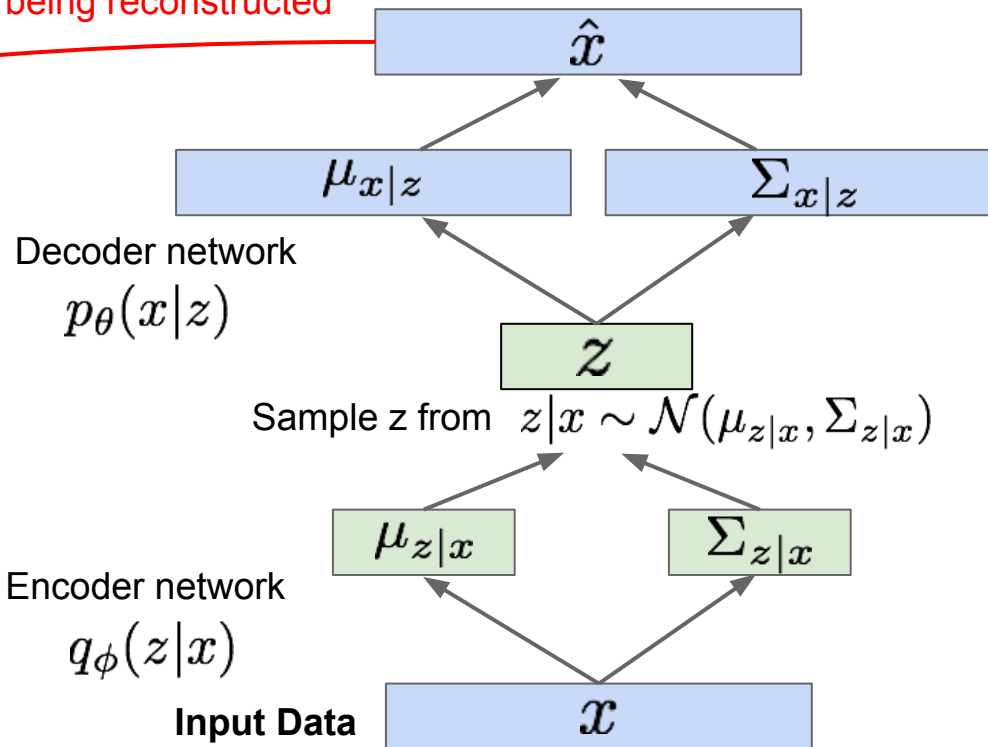 being reconstructed
x̂
μ_{x|z}
Σ_{x|z}
Decoder network
p_θ(x|z)
z
Sample z from z|x ∼ 𝒩(μ_{z|x}, Σ_{z|x})
μ_{z|x}
Σ_{z|x}
Encoder network
q_ϕ(z|x)
Input Data
x